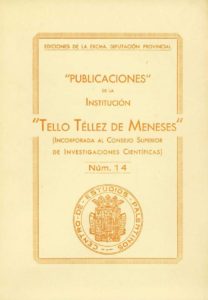 EDICIONES DE LA EXCMA. DIPUTACIÓN PROVINCIAL
"PUBLICACIONES"
DE LA
INSTITUCIÓN
"TELLO TÉLLEZ DE MENESES"
(INCORPORADA AL CONSEJO SUPERIOR
DE INVESTIGACIONES CIENTÍFICAS)
Núm. 14
CENTRO·DE·ESTUDIOS·PALENTINOS